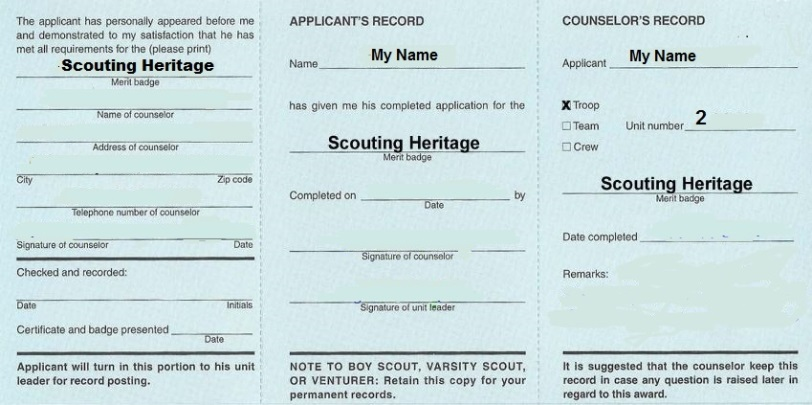 The applicant has personally appeared before me
and demonstrated to my satisfaction that he has
met all requirements for the (please print)
Scouting Heritage
Merit badge
Name of counselor
Address of counselor
City Zip code
Telephone number of counselor
Signature of counselor Date
Checked and recorded:
Date Initials
Certificate and badge presented
Date
Applicant will turn in this portion to his unit
leader for record posting.
APPLICANT'S RECORD
Name My Name
has given me his completed application for the
Scouting Heritage
Merit badge
Completed on by
Date
Signature of counselor
Signature of unit leader
NOTE TO BOY SCOUT, VARSITY SCOUT,
OR VENTURER: Retain this copy for your
permanent records.
COUNSELOR'S RECORD
Applicant My Name
X Troop
Team Unit number 2
Crew
Scouting Heritage
Merit badge
Date completed
Remarks:
It is suggested that the counselor keep this
record in case any question is raised later in
regard to this award.